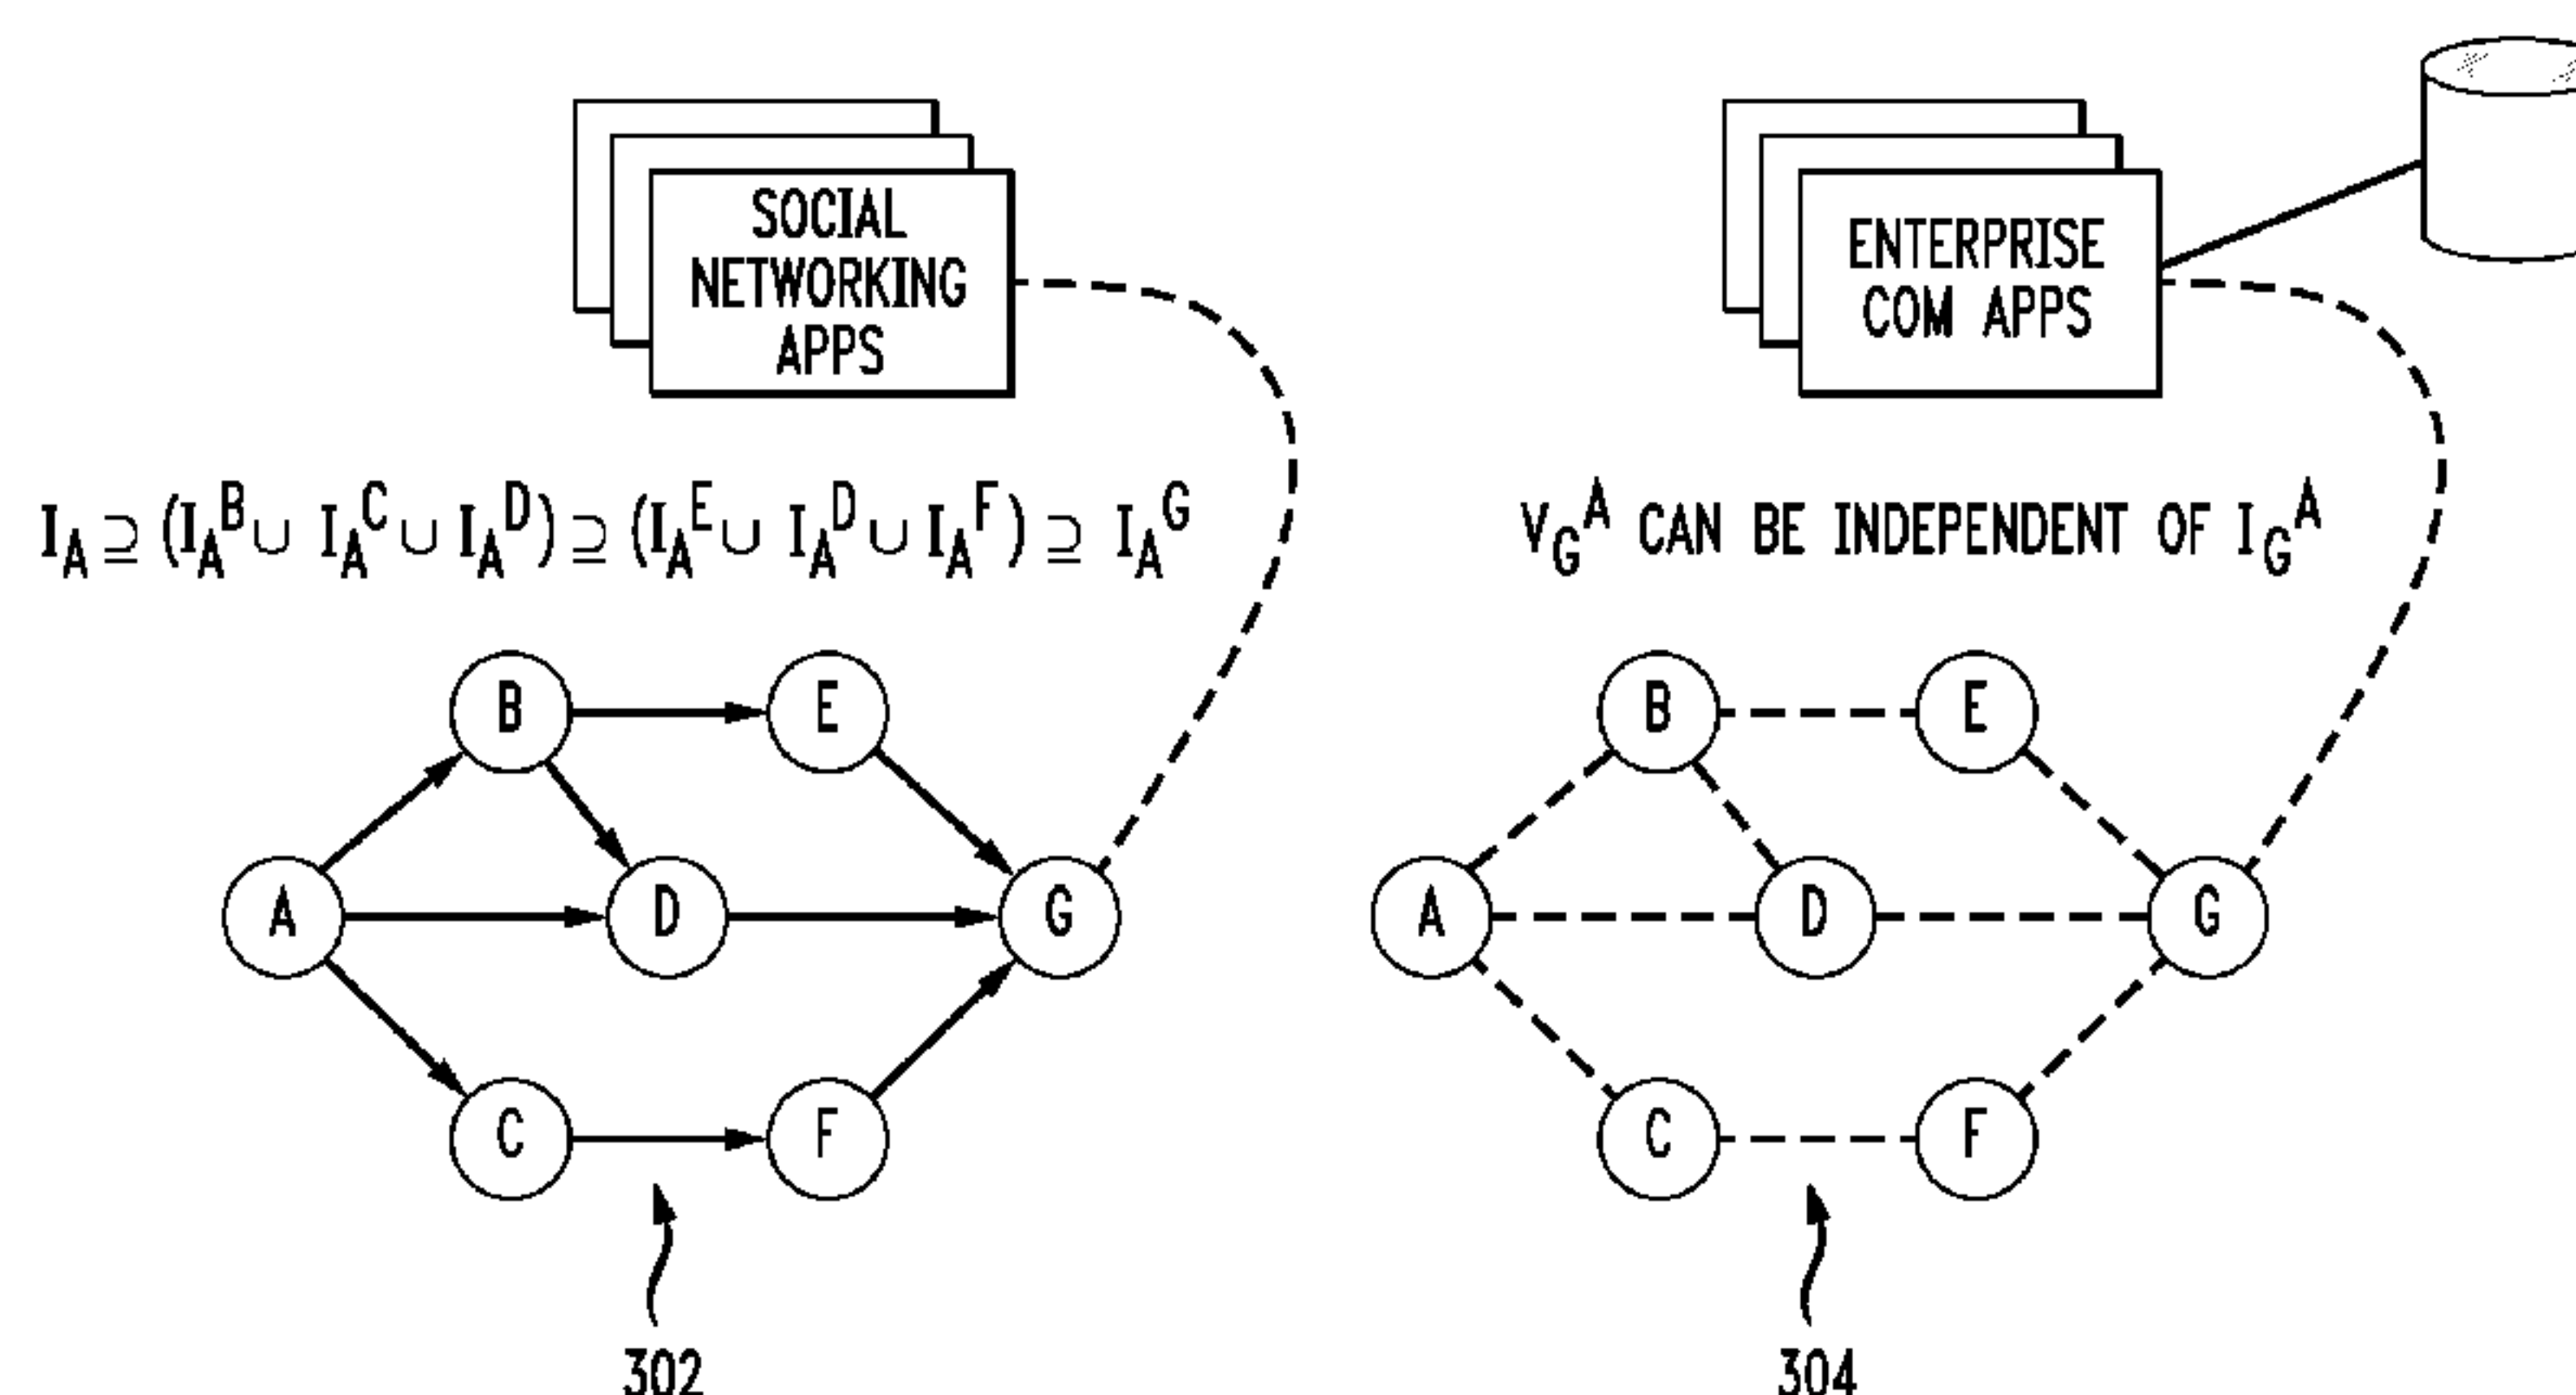 SOCIAL
NETWORKING
APPS
ENTERPRISE
COM APPS
I_A ⊇ (I_A^B ∪ I_A^C ∪ I_A^D) ⊇ (I_A^E ∪ I_A^D ∪ I_A^F) ⊇ I_A^G
V_G^A CAN BE INDEPENDENT OF I_G^A
B
E
A
D
G
C
F
302
B
E
A
D
G
C
F
304